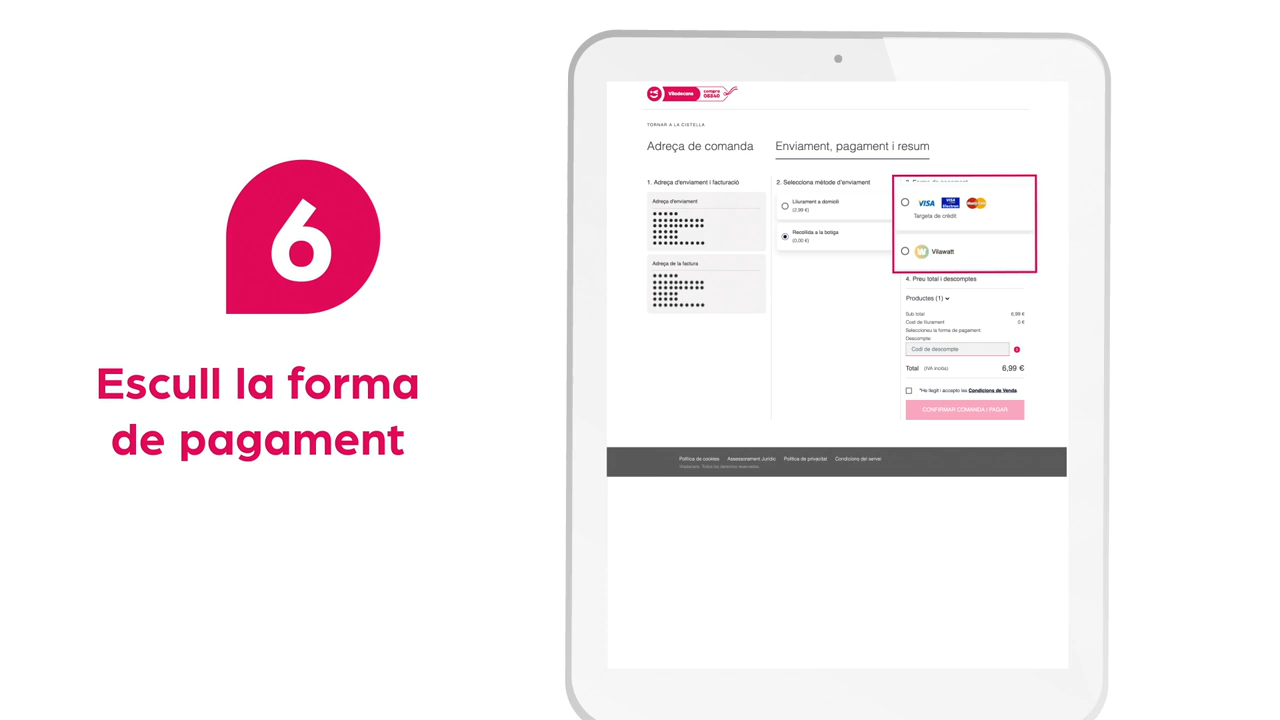 6
Escull la forma
de pagament
Viladecans
compra
08840
TORNAR A LA CISTELLA
Adreça de comanda
Enviament, pagament i resum
1. Adreça d'enviament i facturació
Adreça d'enviament
Adreça de la factura
2. Selecciona mètode d'enviament
Lliurament a domicili
(2,99 €)
Recollida a la botiga
(0,00 €)
VISA
VISA
Electron
MasterCard
Targeta de crèdit
W
Vilawatt
4. Preu total i descomptes
Productes (1)
Sub total 6,99 €
Cost de lliurament 0 €
Seleccioneu la forma de pagament
Descompte:
Codi de descompte
Total (IVA inclòs) 6,99 €
*He llegit i accepto les Condicions de Venda
CONFIRMAR COMANDA I PAGAR
Política de cookies Assessorament Jurídic Política de privacitat Condicions del servei